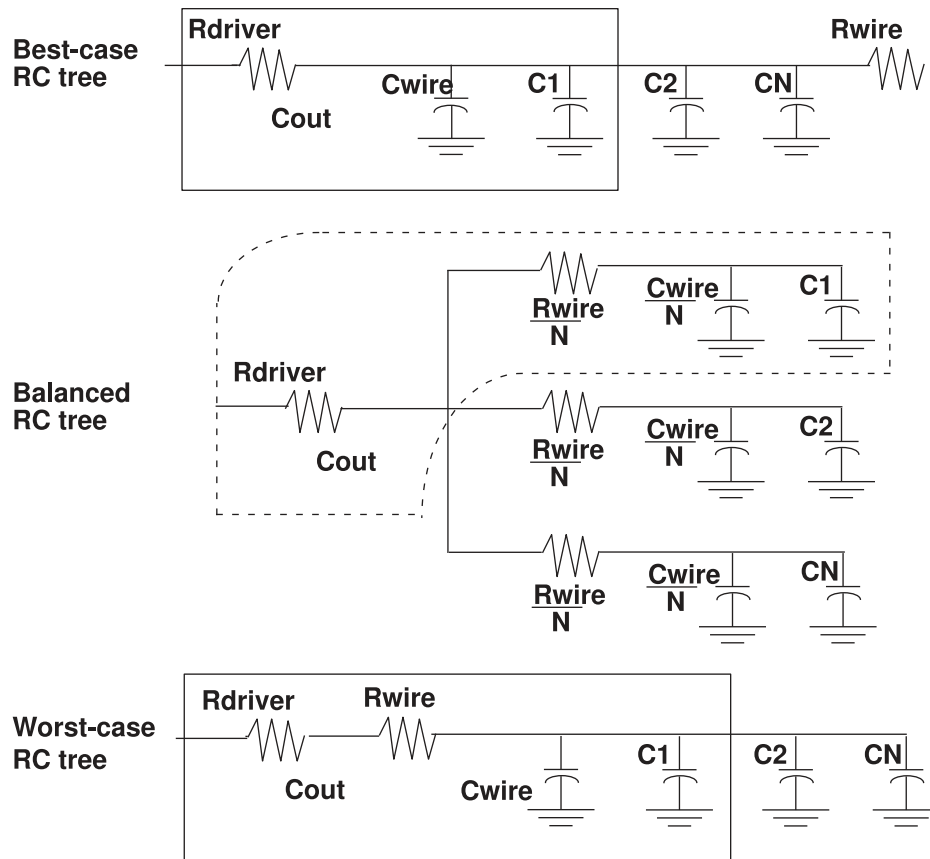 Best-case
RC tree
Rdriver
Cout
Cwire
C1
C2
CN
Rwire
Balanced
RC tree
Rdriver
Cout
Rwire
N
Cwire
N
C1
Rwire
N
Cwire
N
C2
Rwire
N
Cwire
N
CN
Worst-case
RC tree
Rdriver
Cout
Rwire
Cwire
C1
C2
CN